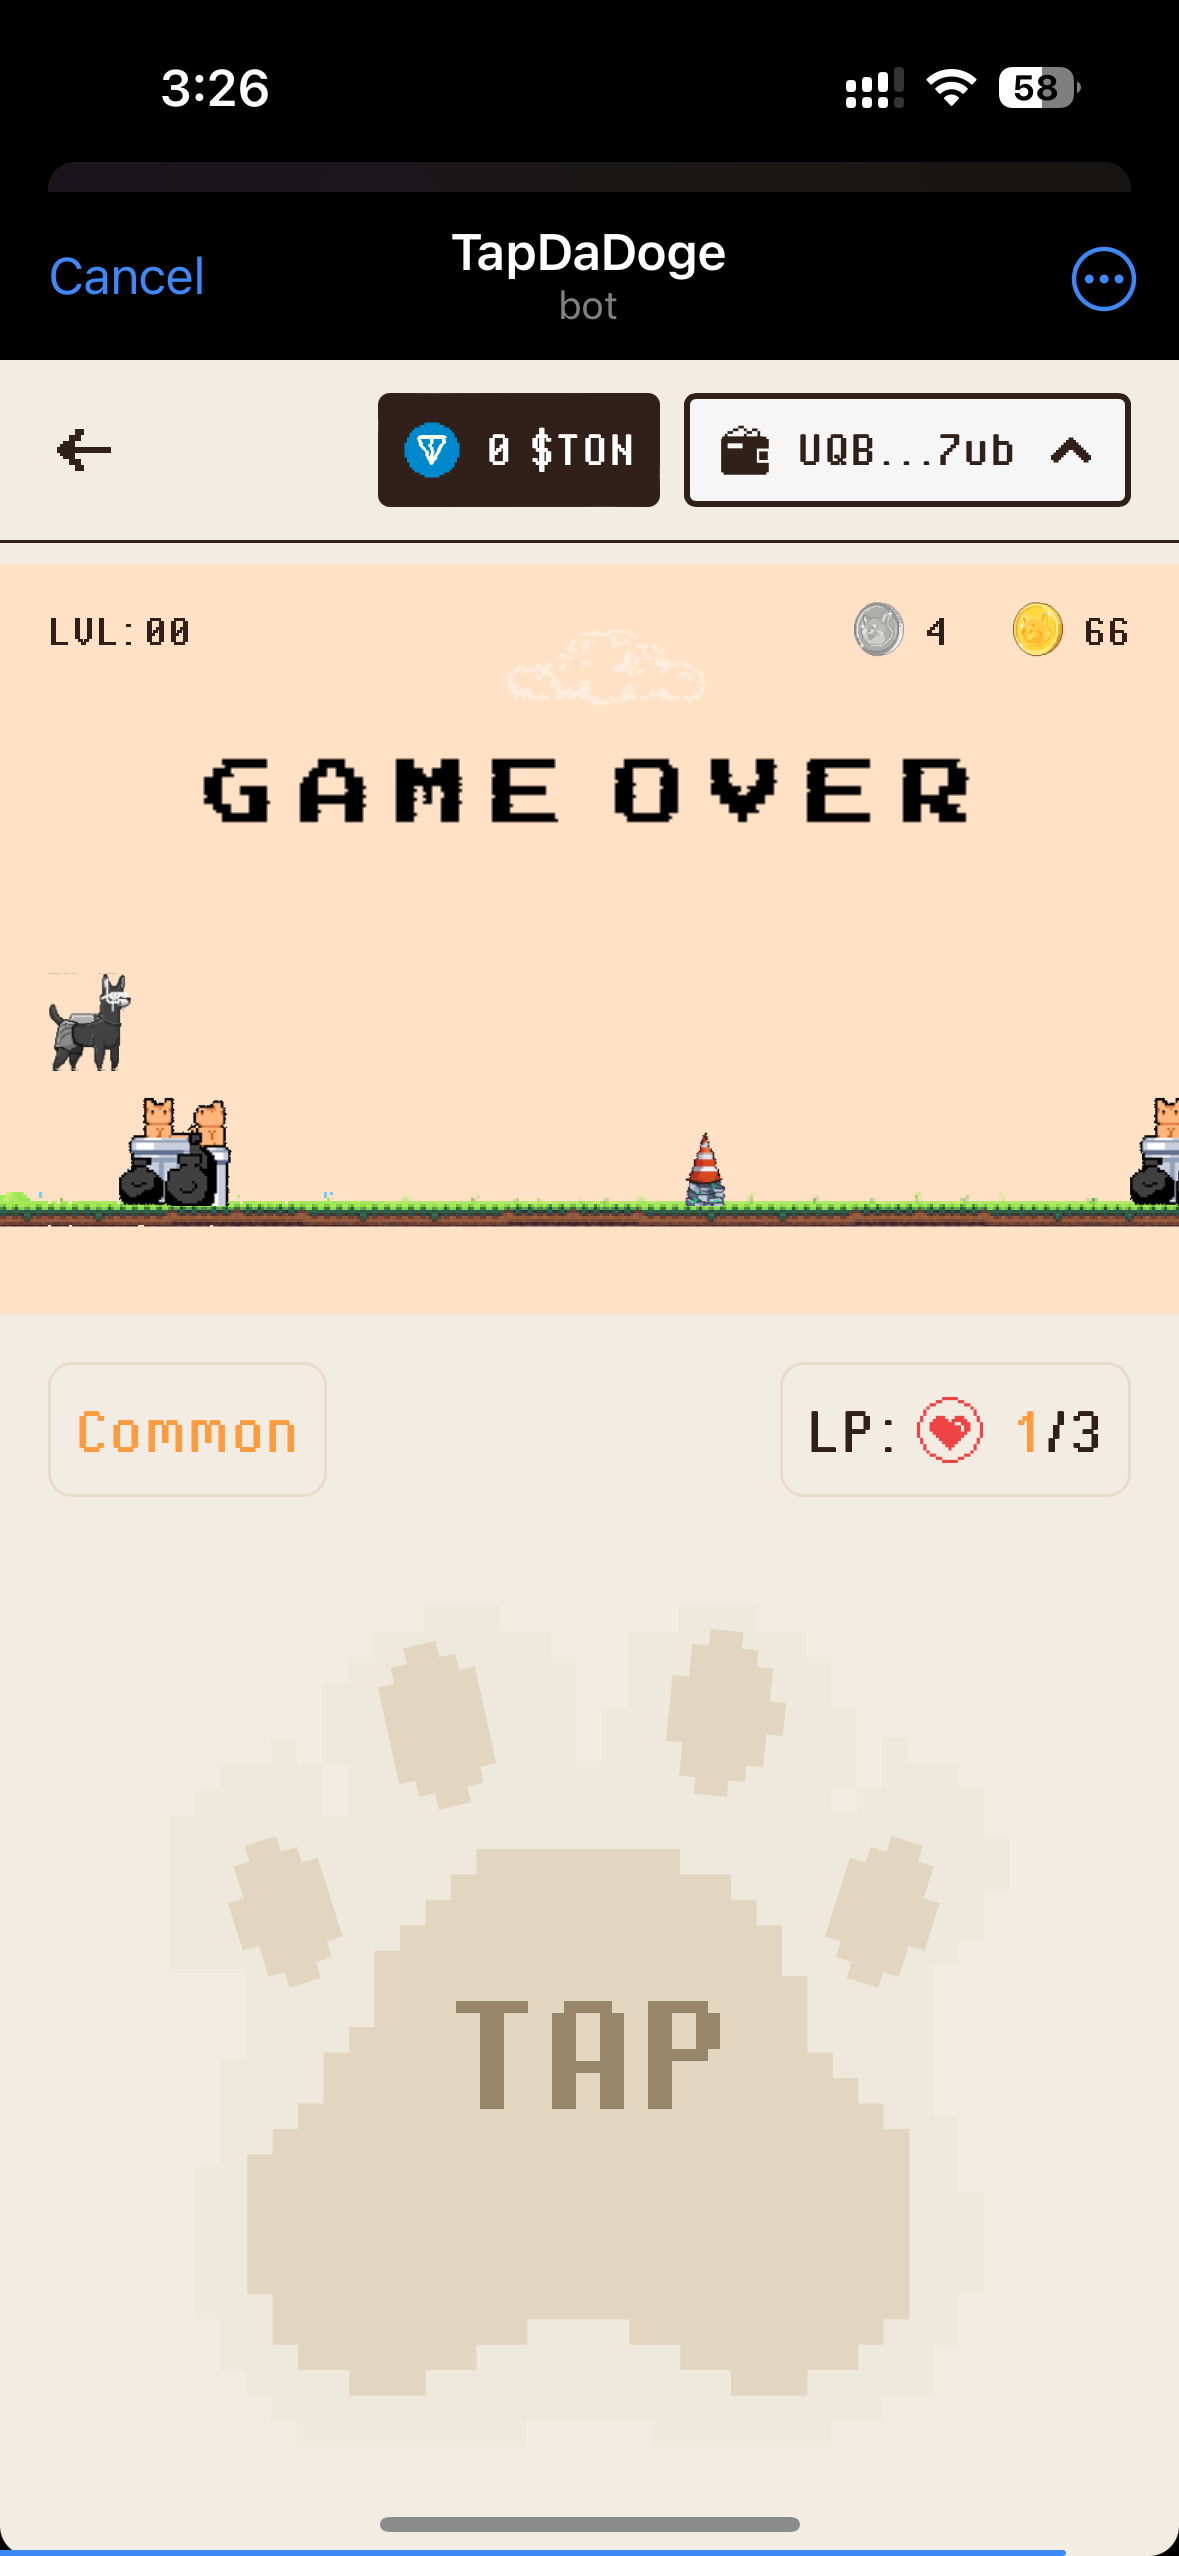 3:26
58
Cancel
TapDaDoge
bot
0 $TON
UQB...7ub
LVL:00
4
66
GAME OVER
Common
LP: 1/3
TAP